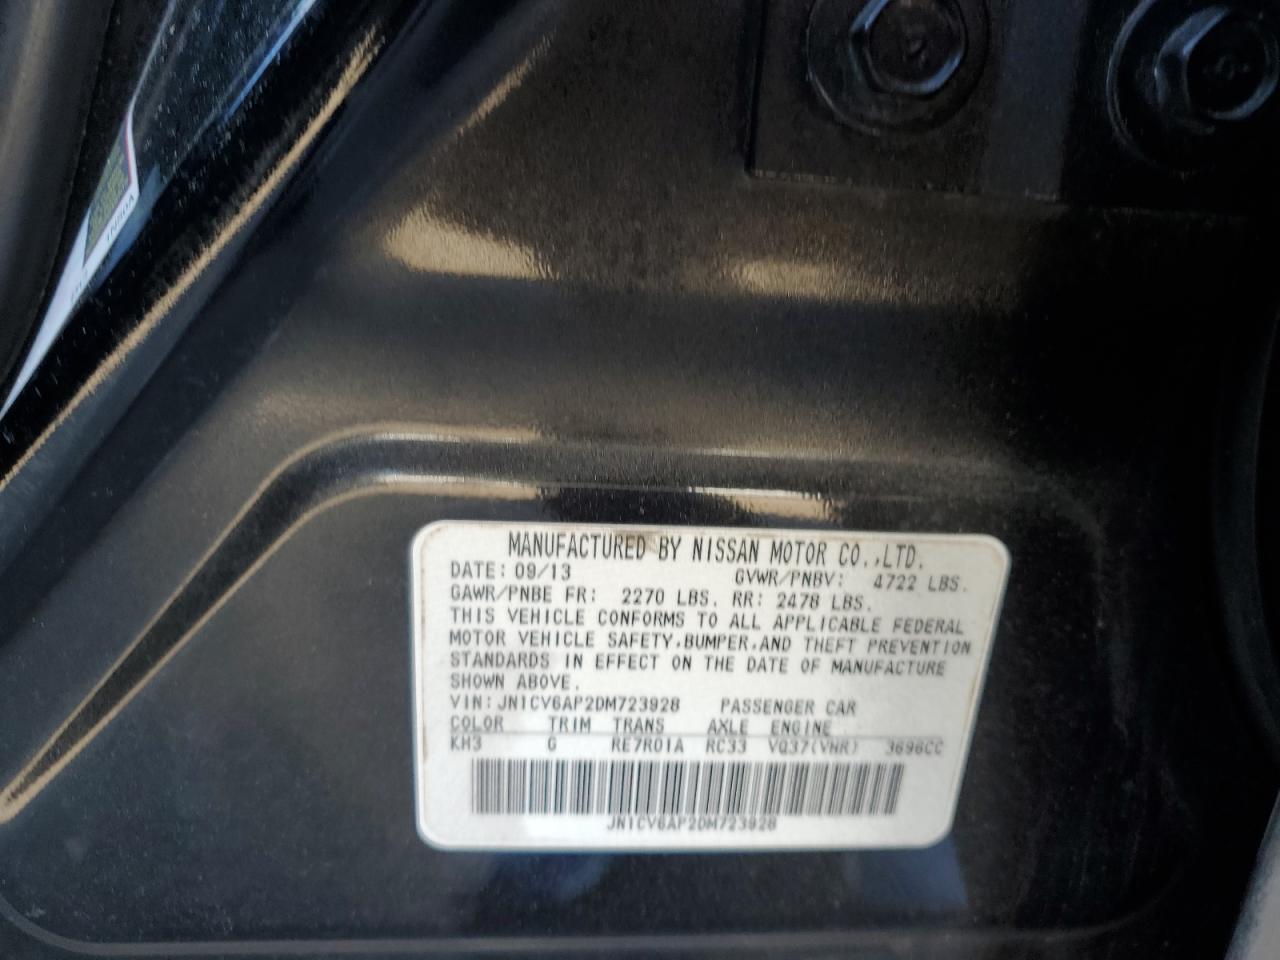 MANUFACTURED BY NISSAN MOTOR CO.,LTD.
DATE: 09/13 GVWR/PNBV: 4722 LBS.
GAWR/PNBE FR: 2270 LBS. RR: 2478 LBS.
THIS VEHICLE CONFORMS TO ALL APPLICABLE FEDERAL
MOTOR VEHICLE SAFETY,BUMPER,AND THEFT PREVENTION
STANDARDS IN EFFECT ON THE DATE OF MANUFACTURE
SHOWN ABOVE.
VIN: JN1CV6AP2DM723928 PASSENGER CAR
COLOR TRIM TRANS AXLE ENGINE
KH3 G RE7R01A RC33 VQ37(VHR) 3696CC
JN1CV6AP2DM723928